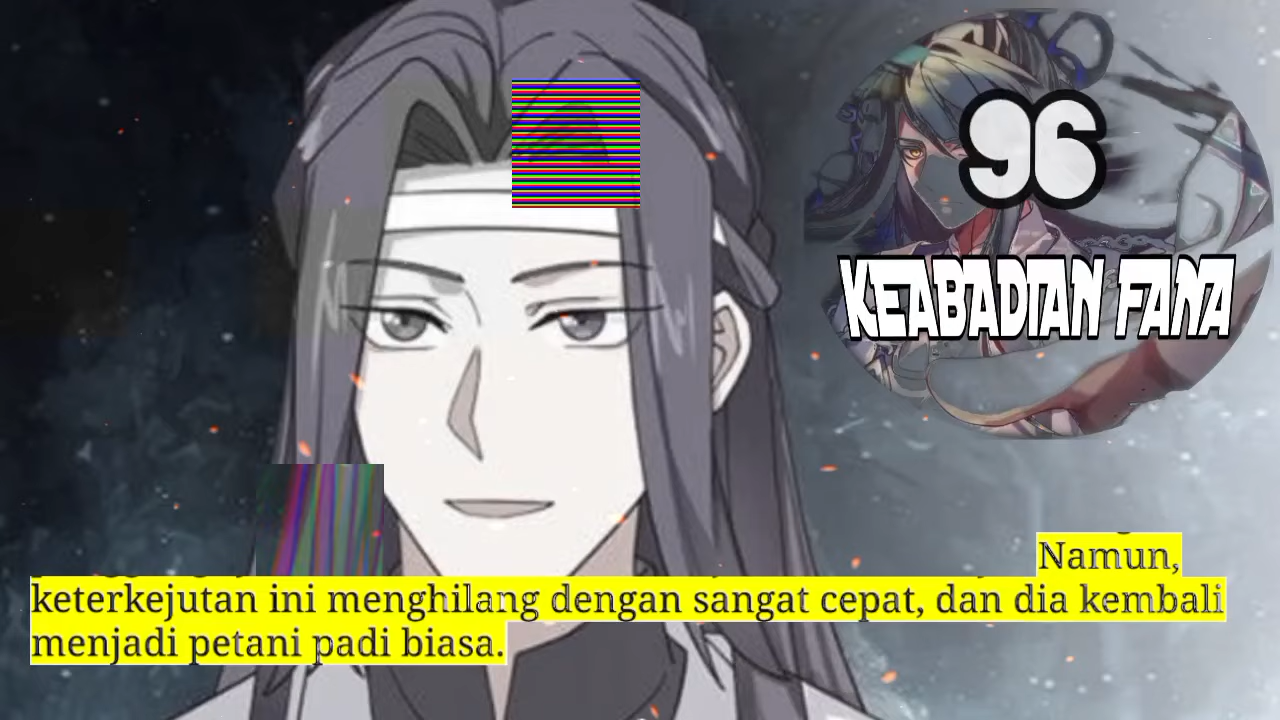 96
KEABADIAN FANA
Namun,
keterkejutan ini menghilang dengan sangat cepat, dan dia kembali
menjadi petani padi biasa.